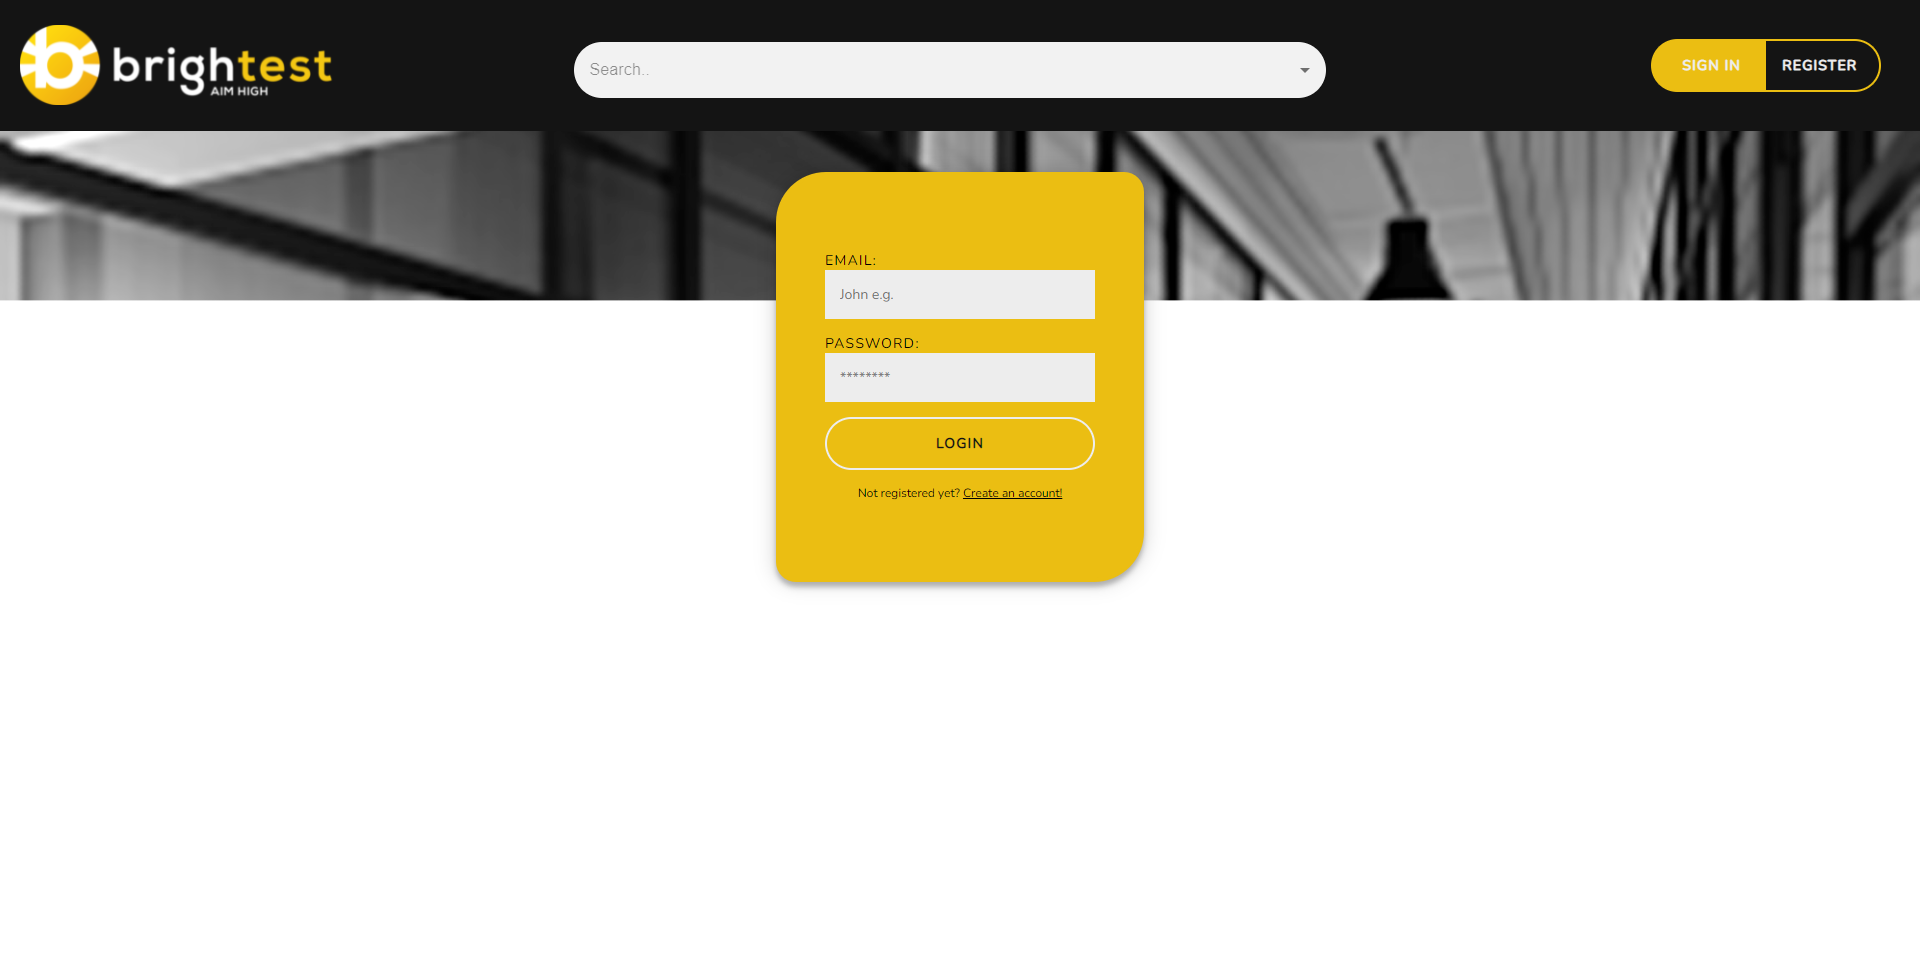 brightest
AIM HIGH
Search..
SIGN IN
REGISTER
EMAIL:
John e.g.
PASSWORD:
********
LOGIN
Not registered yet? Create an account!